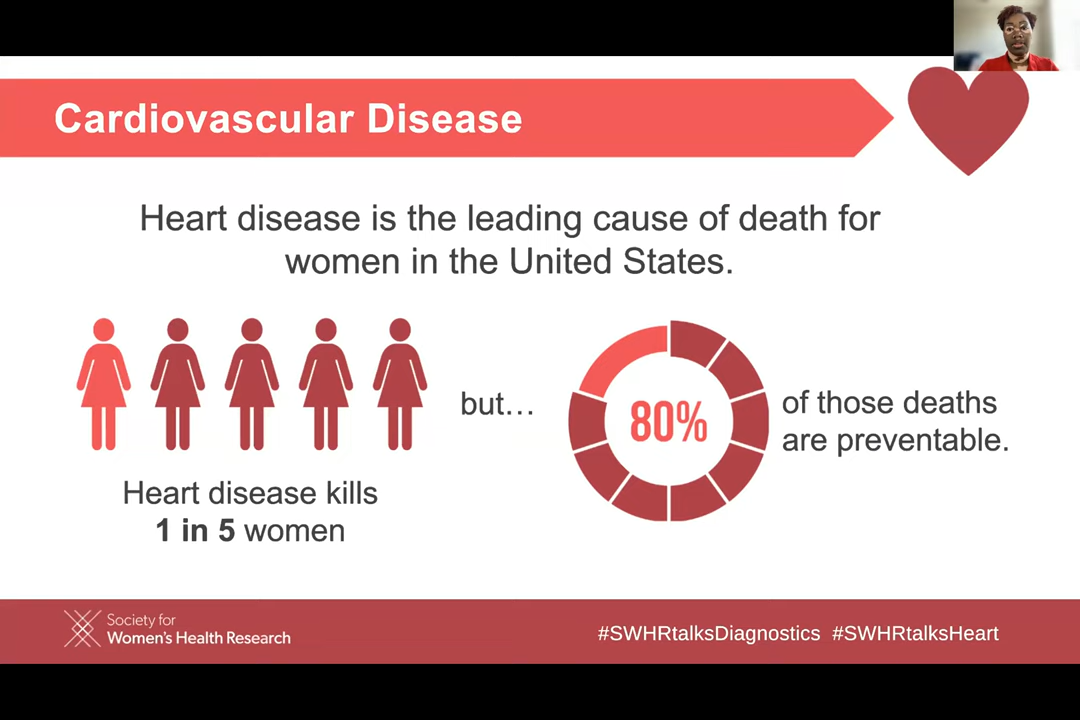 Cardiovascular Disease
Heart disease is the leading cause of death for
women in the United States.
but…
80%
of those deaths
are preventable.
Heart disease kills
1 in 5 women
Society for
Women's Health Research
#SWHRtalksDiagnostics #SWHRtalksHeart